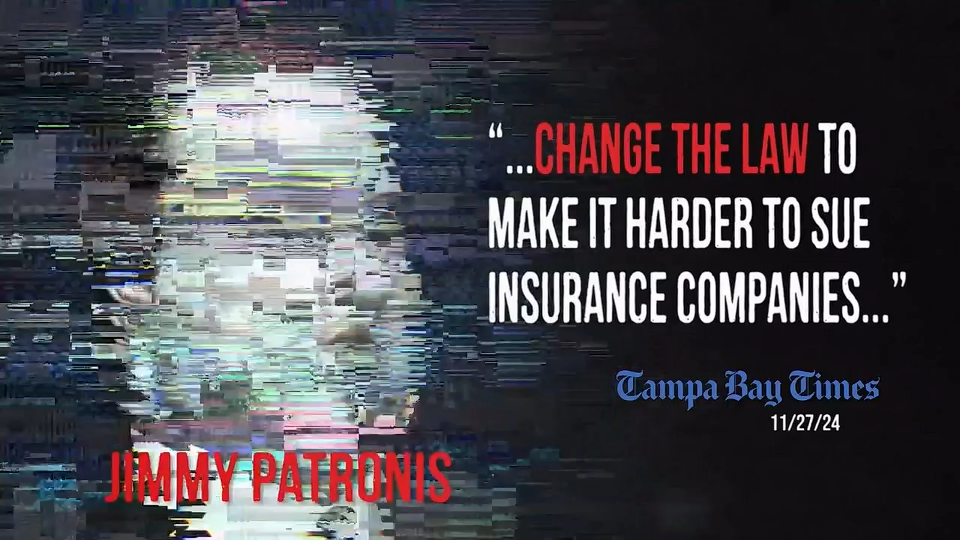 “...CHANGE THE LAW TO
MAKE IT HARDER TO SUE
INSURANCE COMPANIES...”
Tampa Bay Times
11/27/24
JIMMY PATRONIS